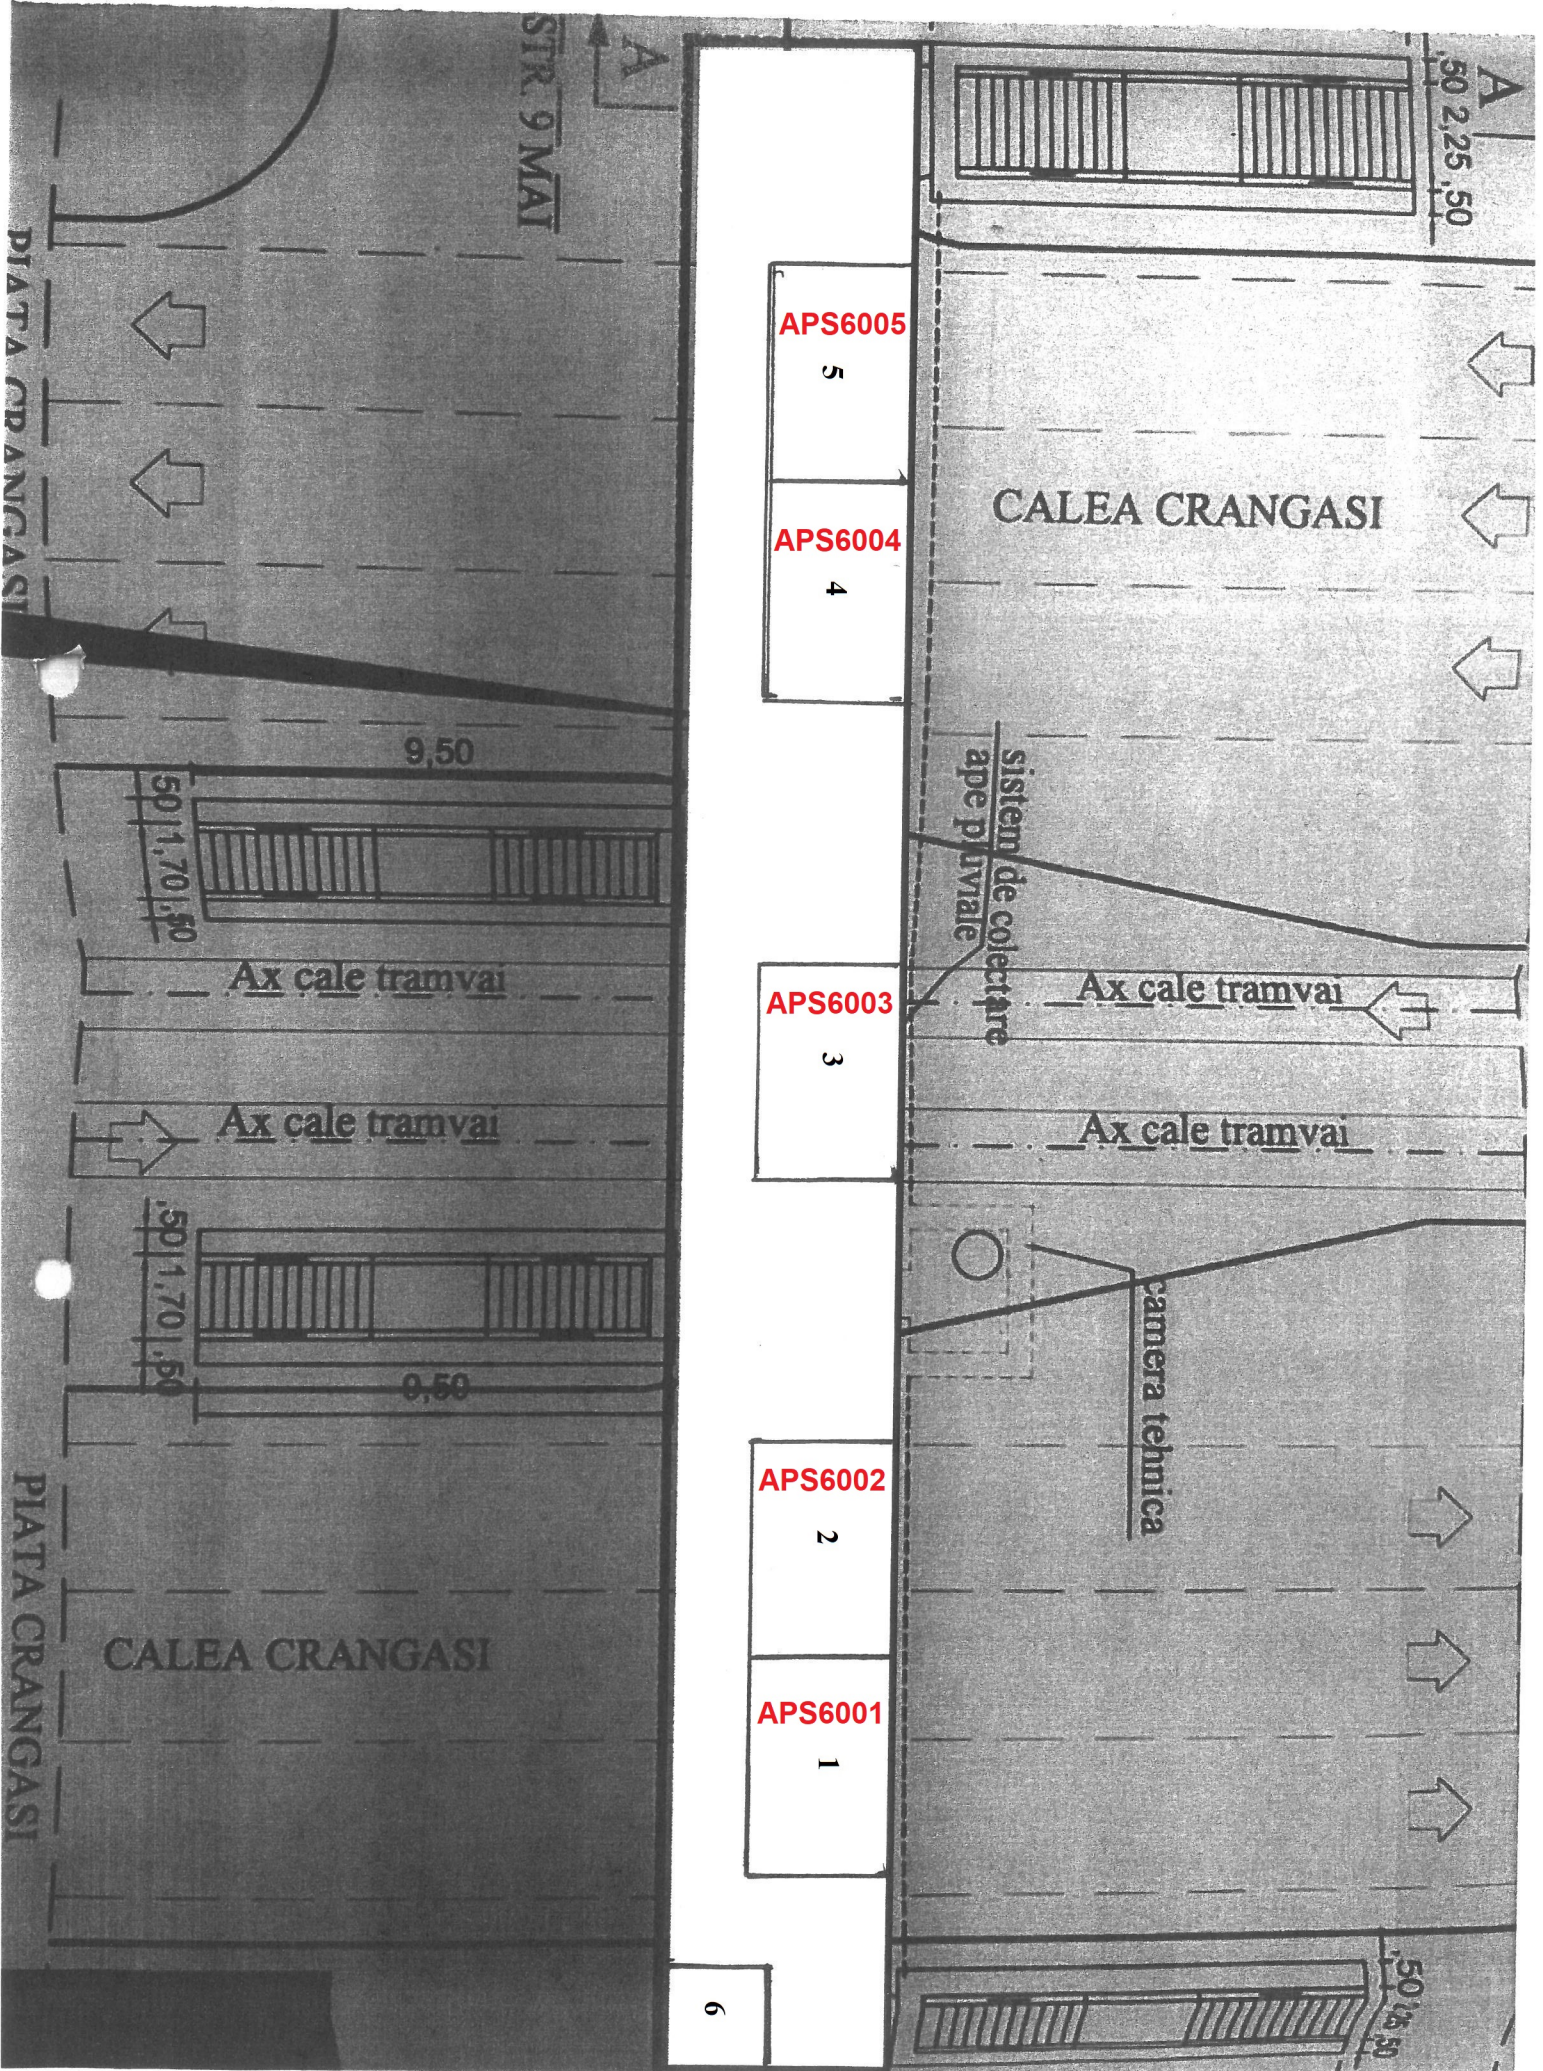 STR 9 MAI
A
A
,50 2,25 ,50
APS6005
5
CALEA CRANGASI
APS6004
4
PIATA CRANGASI
9,50
,50 1,70 ,50
sistem de colectare
ape pluviale
Ax cale tramvai
APS6003
3
Ax cale tramvai
Ax cale tramvai
Ax cale tramvai
,50 1,70 ,50
camera tehnica
9,50
APS6002
2
PIATA CRANGASI
CALEA CRANGASI
APS6001
1
,50
,50
6